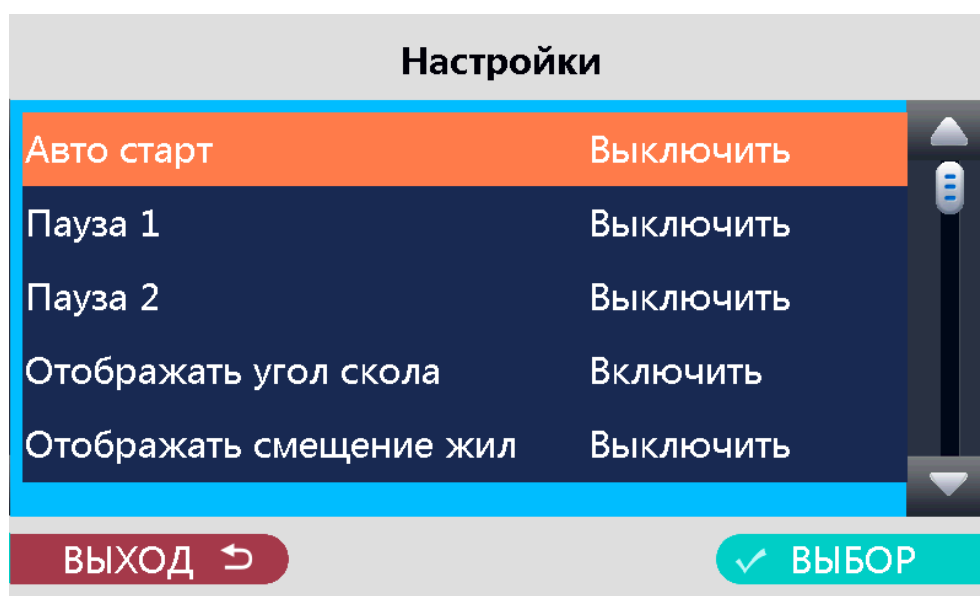 Настройки
Авто старт Выключить
Пауза 1 Выключить
Пауза 2 Выключить
Отображать угол скола Включить
Отображать смещение жил Выключить
ВЫХОД ВЫБОР